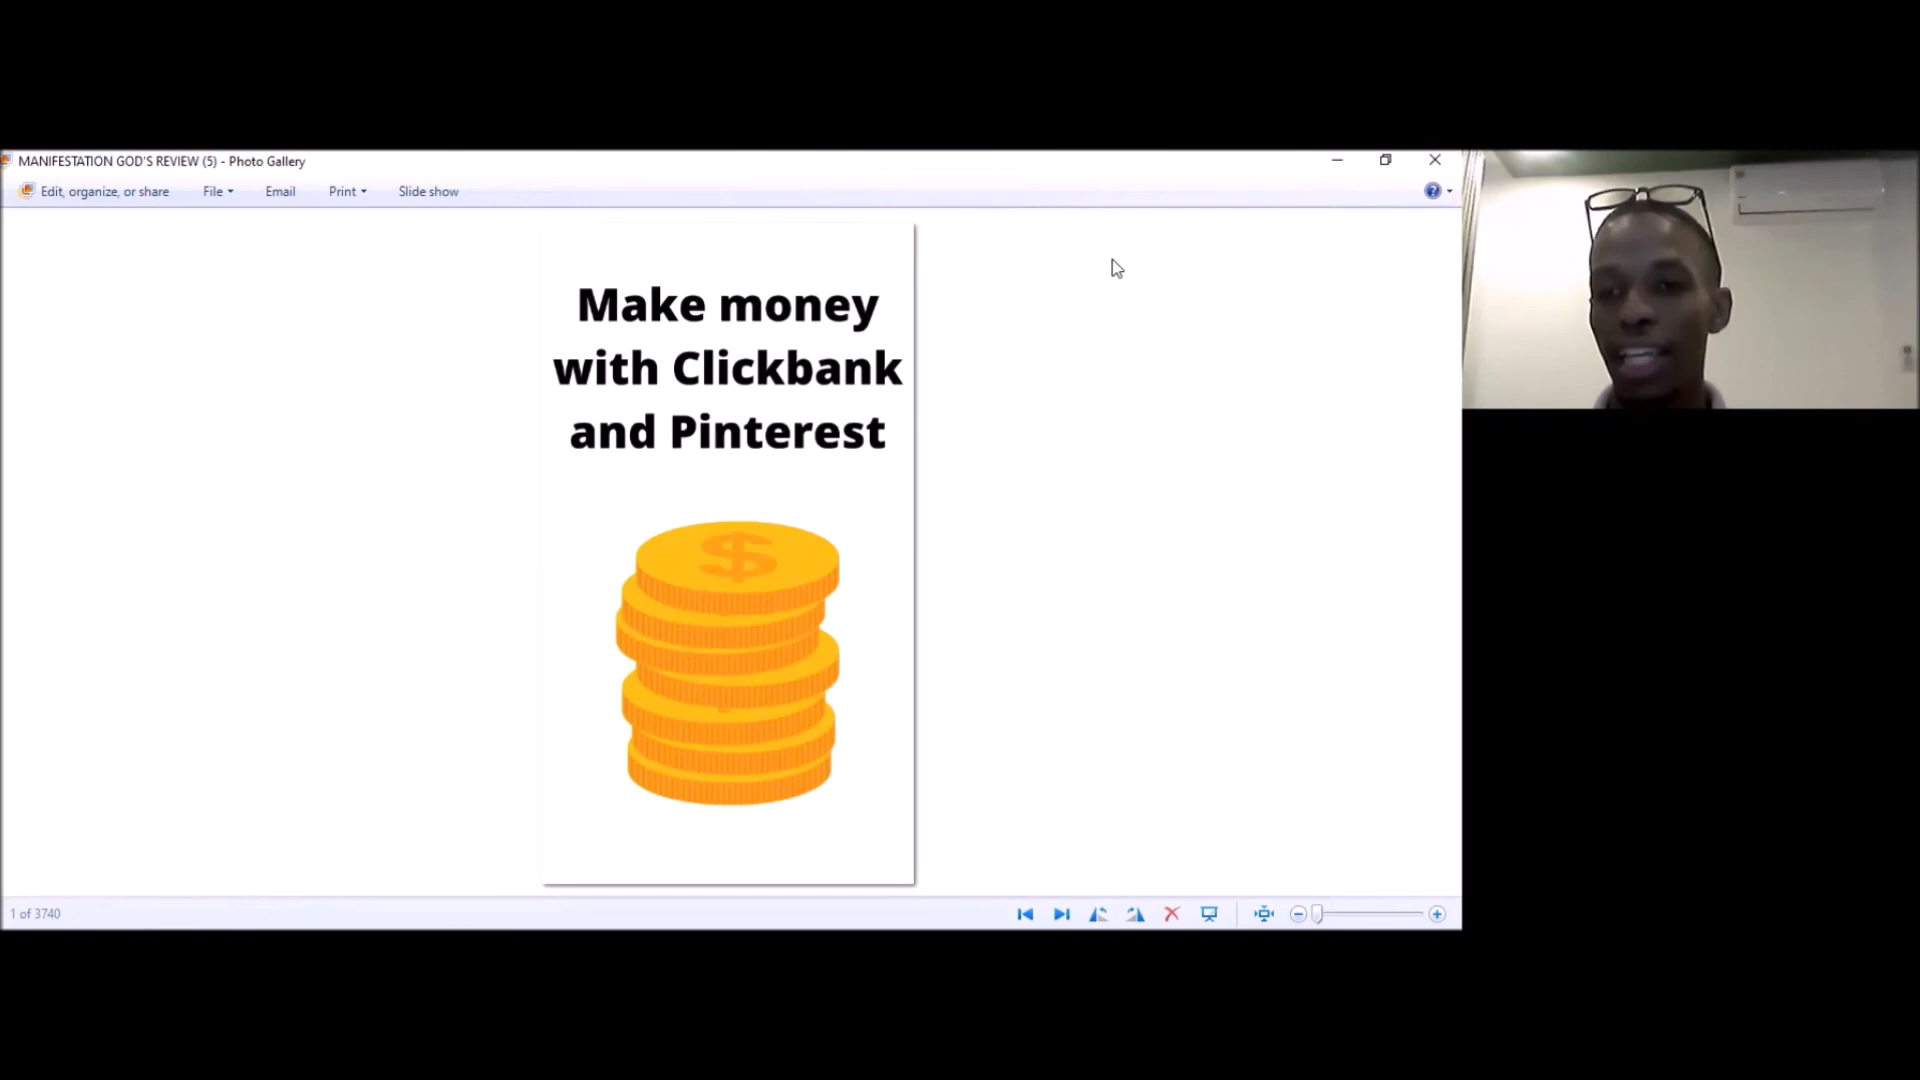 MANIFESTATION GOD'S REVIEW (5) - Photo Gallery
Edit, organize, or share File Email Print Slide show
Make money
with Clickbank
and Pinterest
$
1 of 3740